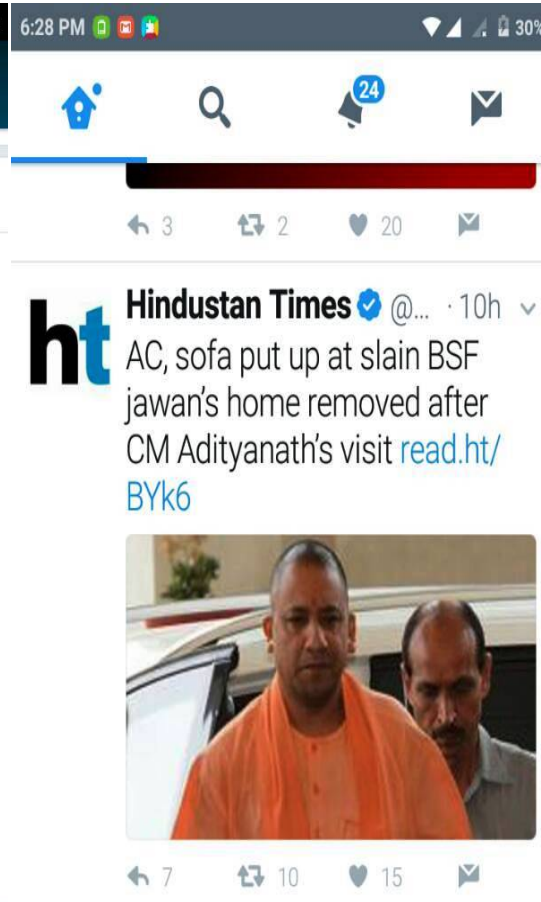 6:28 PM 30%
24
3 2 20
ht
Hindustan Times @... · 10h
AC, sofa put up at slain BSF
jawan's home removed after
CM Adityanath's visit read.ht/
BYk6
7 10 15